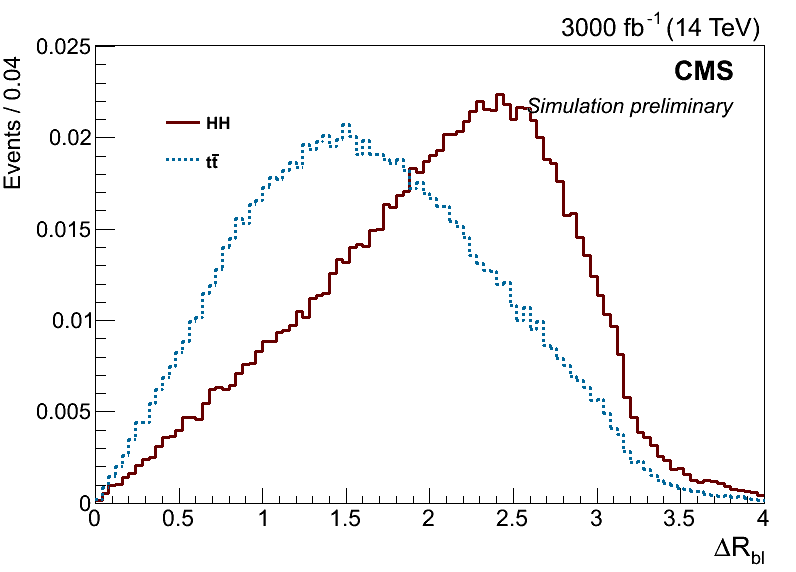 3000 fb⁻¹ (14 TeV)
Events / 0.04
0.025
0.02
0.015
0.01
0.005
0
CMS
Simulation preliminary
HH
tt̅
0 0.5 1 1.5 2 2.5 3 3.5 4
ΔR_bl